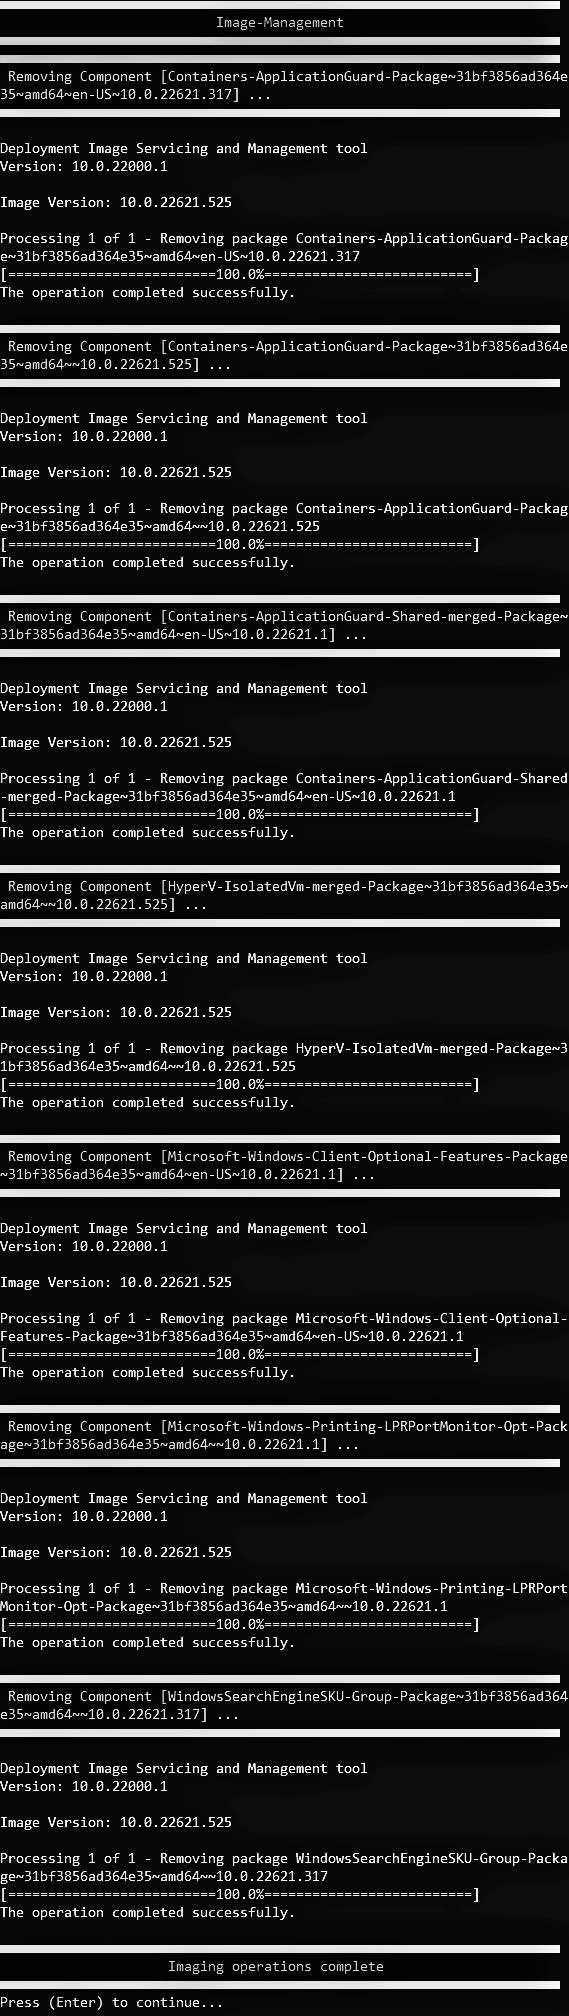 Image-Management
Removing Component [Containers-ApplicationGuard-Package~31bf3856ad364e
35~amd64~en-US~10.0.22621.317] ...
Deployment Image Servicing and Management tool
Version: 10.0.22000.1
Image Version: 10.0.22621.525
Processing 1 of 1 - Removing package Containers-ApplicationGuard-Packag
e~31bf3856ad364e35~amd64~en-US~10.0.22621.317
[==========================100.0%==========================]
The operation completed successfully.
Removing Component [Containers-ApplicationGuard-Package~31bf3856ad364e
35~amd64~~10.0.22621.525] ...
Deployment Image Servicing and Management tool
Version: 10.0.22000.1
Image Version: 10.0.22621.525
Processing 1 of 1 - Removing package Containers-ApplicationGuard-Packag
e~31bf3856ad364e35~amd64~~10.0.22621.525
[==========================100.0%==========================]
The operation completed successfully.
Removing Component [Containers-ApplicationGuard-Shared-merged-Package~
31bf3856ad364e35~amd64~en-US~10.0.22621.1] ...
Deployment Image Servicing and Management tool
Version: 10.0.22000.1
Image Version: 10.0.22621.525
Processing 1 of 1 - Removing package Containers-ApplicationGuard-Shared
-merged-Package~31bf3856ad364e35~amd64~en-US~10.0.22621.1
[==========================100.0%==========================]
The operation completed successfully.
Removing Component [HyperV-IsolatedVm-merged-Package~31bf3856ad364e35~
amd64~~10.0.22621.525] ...
Deployment Image Servicing and Management tool
Version: 10.0.22000.1
Image Version: 10.0.22621.525
Processing 1 of 1 - Removing package HyperV-IsolatedVm-merged-Package~3
1bf3856ad364e35~amd64~~10.0.22621.525
[==========================100.0%==========================]
The operation completed successfully.
Removing Component [Microsoft-Windows-Client-Optional-Features-Package
~31bf3856ad364e35~amd64~en-US~10.0.22621.1] ...
Deployment Image Servicing and Management tool
Version: 10.0.22000.1
Image Version: 10.0.22621.525
Processing 1 of 1 - Removing package Microsoft-Windows-Client-Optional-
Features-Package~31bf3856ad364e35~amd64~en-US~10.0.22621.1
[==========================100.0%==========================]
The operation completed successfully.
Removing Component [Microsoft-Windows-Printing-LPRPortMonitor-Opt-Pack
age~31bf3856ad364e35~amd64~~10.0.22621.1] ...
Deployment Image Servicing and Management tool
Version: 10.0.22000.1
Image Version: 10.0.22621.525
Processing 1 of 1 - Removing package Microsoft-Windows-Printing-LPRPort
Monitor-Opt-Package~31bf3856ad364e35~amd64~~10.0.22621.1
[==========================100.0%==========================]
The operation completed successfully.
Removing Component [WindowsSearchEngineSKU-Group-Package~31bf3856ad364
e35~amd64~~10.0.22621.317] ...
Deployment Image Servicing and Management tool
Version: 10.0.22000.1
Image Version: 10.0.22621.525
Processing 1 of 1 - Removing package WindowsSearchEngineSKU-Group-Packa
ge~31bf3856ad364e35~amd64~~10.0.22621.317
[==========================100.0%==========================]
The operation completed successfully.
Imaging operations complete
Press (Enter) to continue...